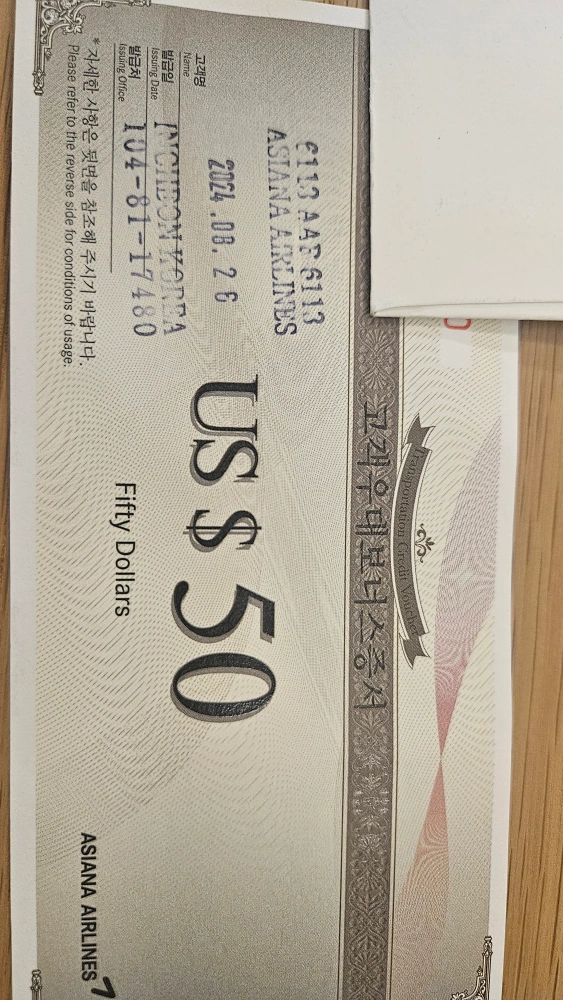 0
Transportation Credit Voucher
고객우대보너스증서
6113 AAF 6113
ASIANA AIRLINES
고객명
Name
2024.08.26
발급일
Issuing Date
INCHEON KOREA
발급처
Issuing Office
104-81-17480
US $ 50
Fifty Dollars
* 자세한 사항은 뒷면을 참조해 주시기 바랍니다.
Please refer to the reverse side for conditions of usage.
ASIANA AIRLINES